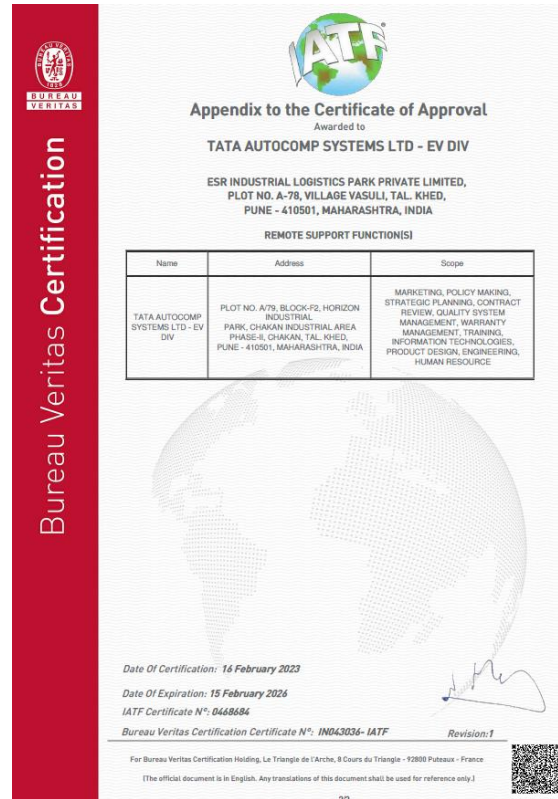 BUREAU VERITAS
1828
BUREAU
VERITAS
Bureau Veritas Certification
IATF®
Appendix to the Certificate of Approval
Awarded to
TATA AUTOCOMP SYSTEMS LTD - EV DIV
ESR INDUSTRIAL LOGISTICS PARK PRIVATE LIMITED,
PLOT NO. A-78, VILLAGE VASULI, TAL. KHED,
PUNE - 410501, MAHARASHTRA, INDIA
REMOTE SUPPORT FUNCTION(S)
Name
Address
Scope
TATA AUTOCOMP
SYSTEMS LTD - EV
DIV
PLOT NO. A/79, BLOCK-F2, HORIZON
INDUSTRIAL
PARK, CHAKAN INDUSTRIAL AREA
PHASE-II, CHAKAN, TAL. KHED,
PUNE - 410501, MAHARASHTRA, INDIA
MARKETING, POLICY MAKING,
STRATEGIC PLANNING, CONTRACT
REVIEW, QUALITY SYSTEM
MANAGEMENT, WARRANTY
MANAGEMENT, TRAINING,
INFORMATION TECHNOLOGIES,
PRODUCT DESIGN, ENGINEERING,
HUMAN RESOURCE
Date Of Certification: 16 February 2023
Date Of Expiration: 15 February 2026
IATF Certificate N°: 0468684
Bureau Veritas Certification Certificate N°: IN043036- IATF
Revision:1
For Bureau Veritas Certification Holding, Le Triangle de l'Arche, 8 Cours du Triangle - 92800 Puteaux - France
(The official document is in English. Any translations of this document shall be used for reference only.)